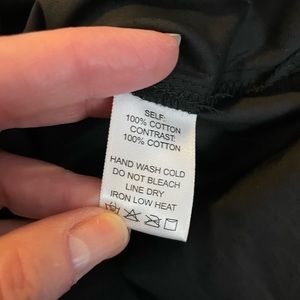 SELF:
100% COTTON
CONTRAST:
100% COTTON
HAND WASH COLD
DO NOT BLEACH
LINE DRY
IRON LOW HEAT